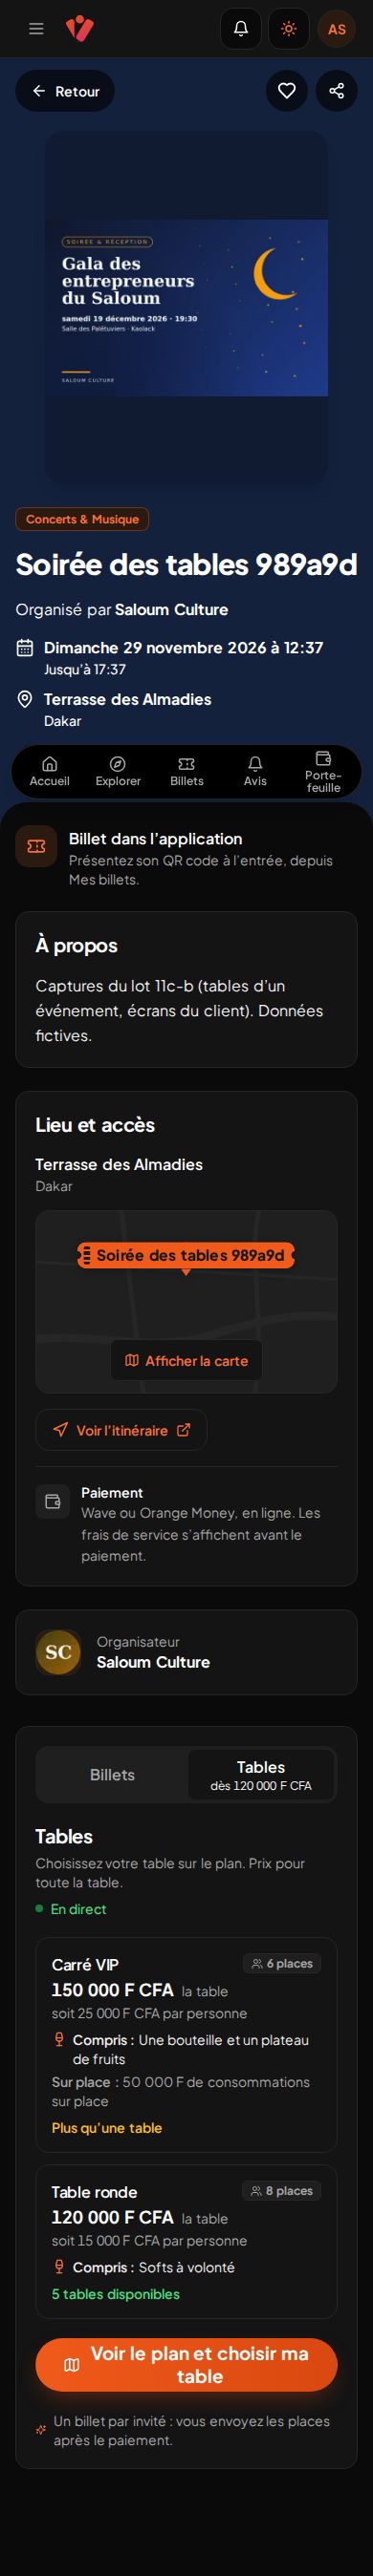 AS
Retour
SOIRÉE & RÉCEPTION
Gala des
entrepreneurs
du Saloum
samedi 19 décembre 2026 · 19:30
Salle des Palétuviers · Kaolack
SALOUM CULTURE
Concerts & Musique
Soirée des tables 989a9d
Organisé par Saloum Culture
Dimanche 29 novembre 2026 à 12:37
Jusqu’à 17:37
Terrasse des Almadies
Dakar
Accueil
Explorer
Billets
Avis
Porte-
feuille
Billet dans l’application
Présentez son QR code à l’entrée, depuis
Mes billets.
À propos
Captures du lot 11c-b (tables d’un
événement, écrans du client). Données
fictives.
Lieu et accès
Terrasse des Almadies
Dakar
Soirée des tables 989a9d
Afficher la carte
Voir l’itinéraire
Paiement
Wave ou Orange Money, en ligne. Les
frais de service s’affichent avant le
paiement.
SC
Organisateur
Saloum Culture
Billets
Tables
dès 120 000 F CFA
Tables
Choisissez votre table sur le plan. Prix pour
toute la table.
En direct
Carré VIP
6 places
150 000 F CFA la table
soit 25 000 F CFA par personne
Compris : Une bouteille et un plateau
de fruits
Sur place : 50 000 F de consommations
sur place
Plus qu’une table
Table ronde
8 places
120 000 F CFA la table
soit 15 000 F CFA par personne
Compris : Softs à volonté
5 tables disponibles
Voir le plan et choisir ma
table
Un billet par invité : vous envoyez les places
après le paiement.